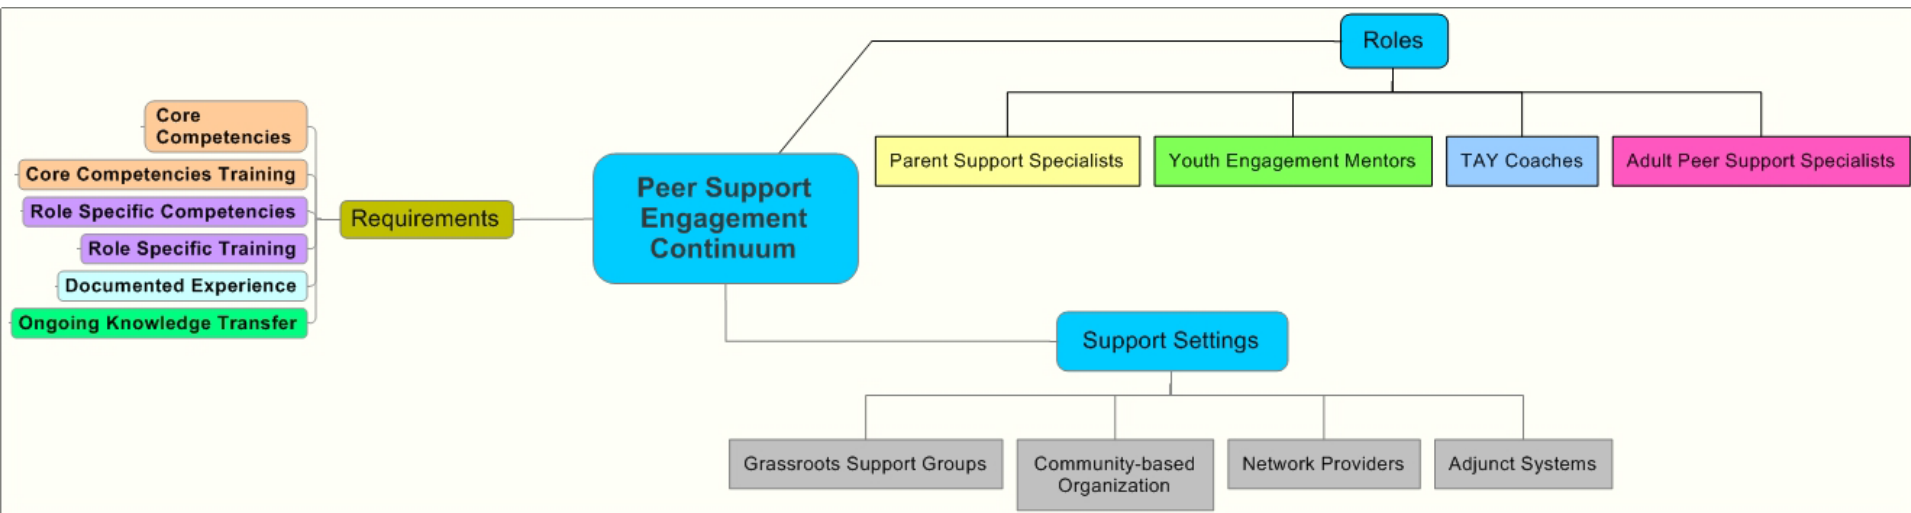 Roles
Parent Support Specialists
Youth Engagement Mentors
TAY Coaches
Adult Peer Support Specialists
Core
Competencies
Core Competencies Training
Role Specific Competencies
Role Specific Training
Documented Experience
Ongoing Knowledge Transfer
Requirements
Peer Support
Engagement
Continuum
Support Settings
Grassroots Support Groups
Community-based
Organization
Network Providers
Adjunct Systems